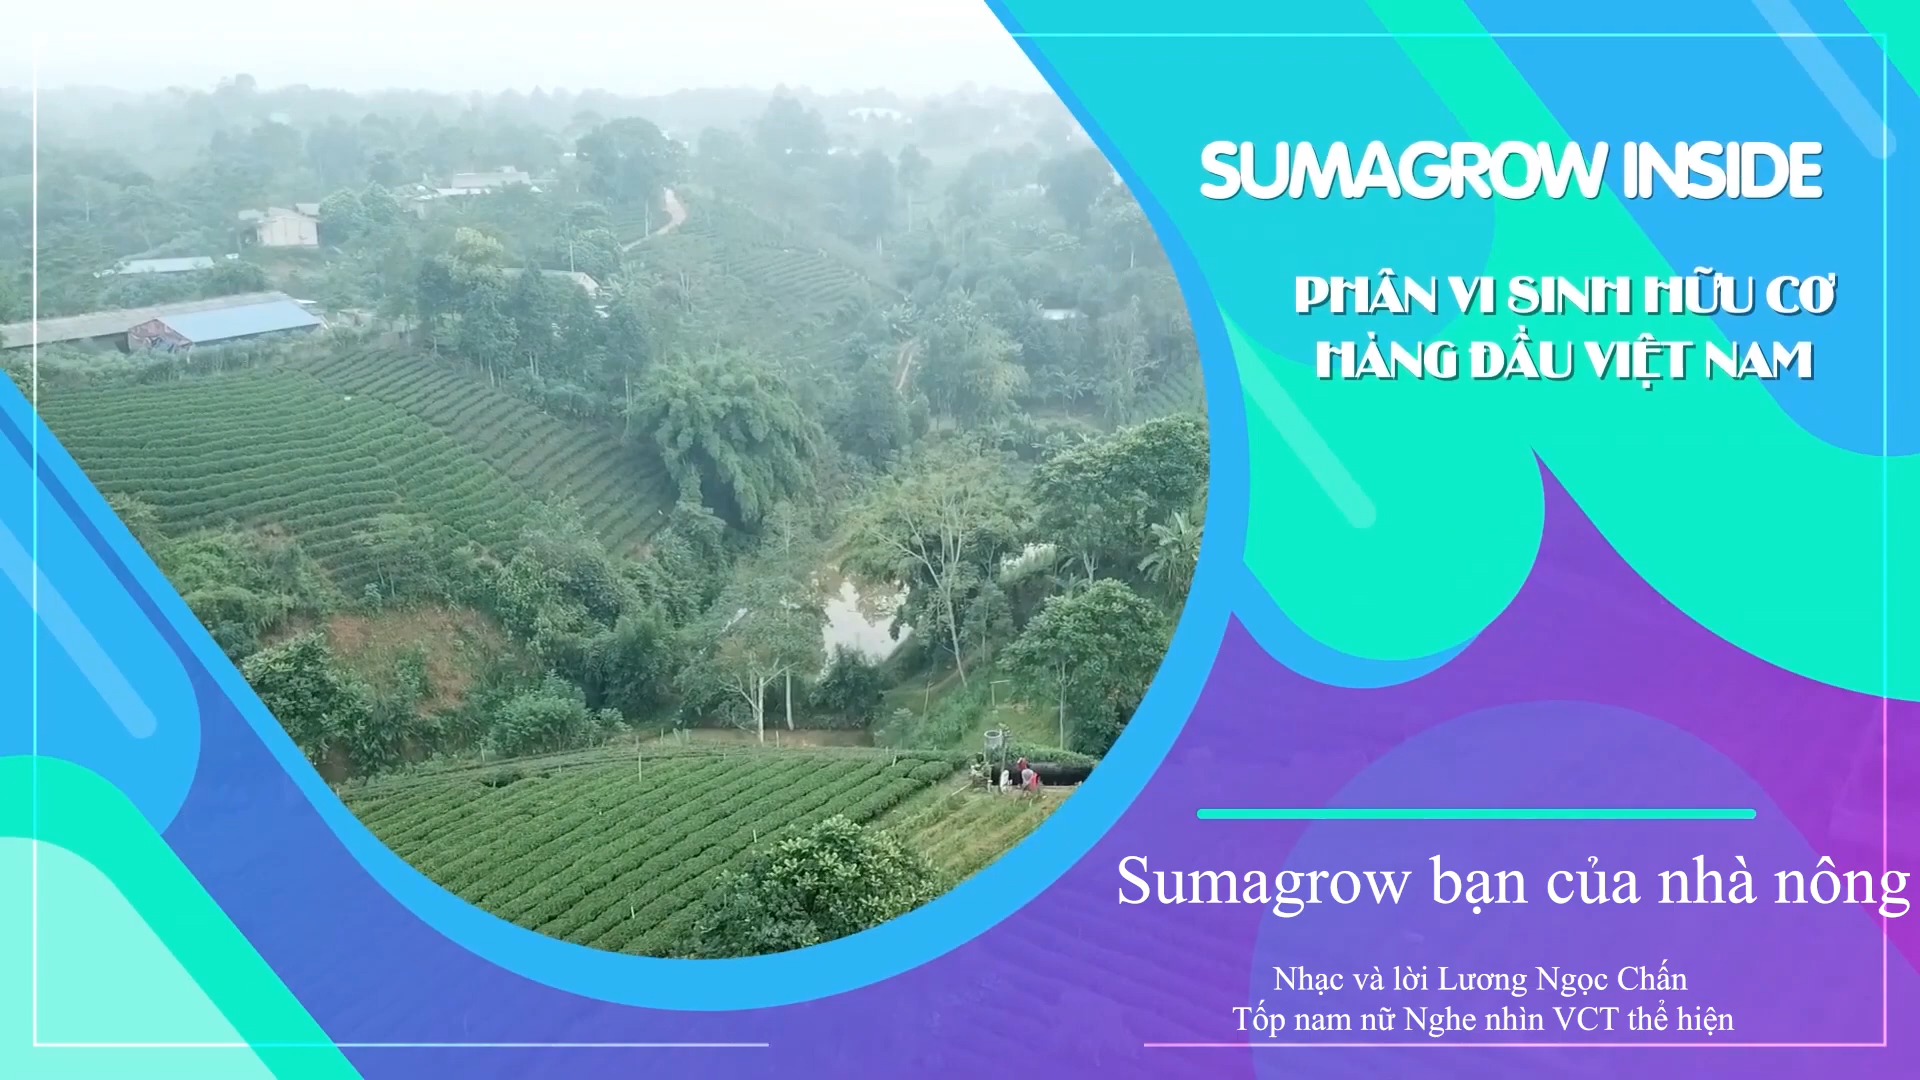 SUMAGROW INSIDE
PHÂN VI SINH HỮU CƠ
HÀNG ĐẦU VIỆT NAM
Sumagrow bạn của nhà nông
Nhạc và lời Lương Ngọc Chấn
Tốp nam nữ Nghe nhìn VCT thể hiện